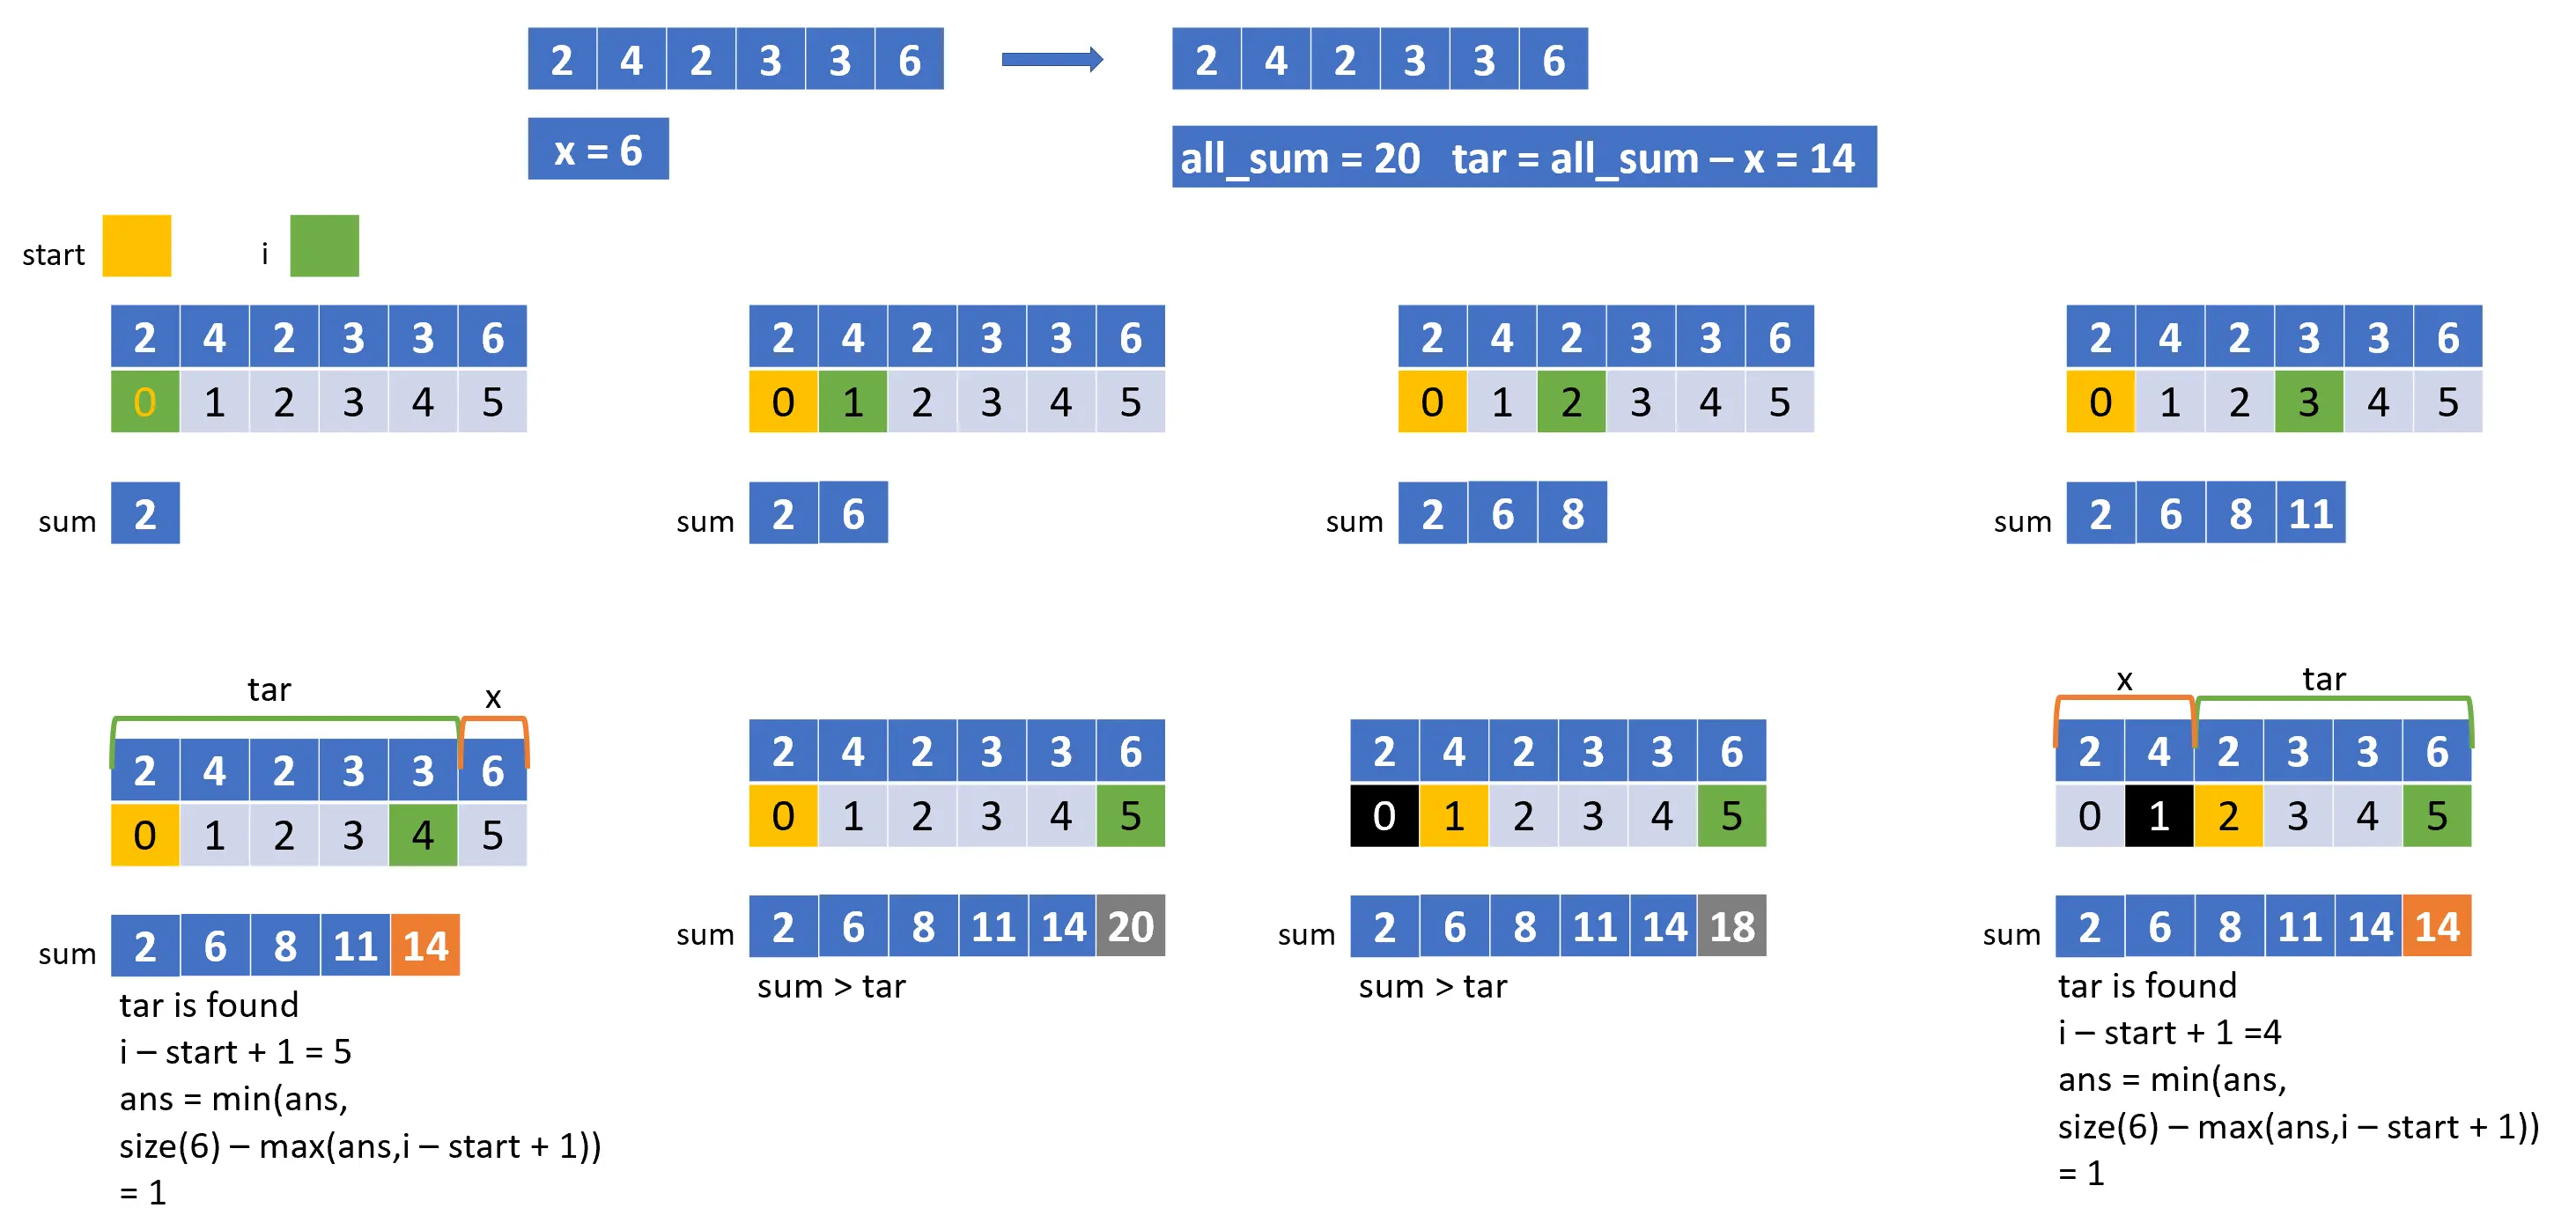 2 4 2 3 3 6 2 4 2 3 3 6
x = 6 all_sum = 20 tar = all_sum – x = 14
start i
2 4 2 3 3 6 2 4 2 3 3 6 2 4 2 3 3 6 2 4 2 3 3 6
0 1 2 3 4 5 0 1 2 3 4 5 0 1 2 3 4 5 0 1 2 3 4 5
sum 2 sum 2 6 sum 2 6 8 sum 2 6 8 11
tar x
2 4 2 3 3 6
0 1 2 3 4 5
sum 2 6 8 11 14
tar is found
i – start + 1 = 5
ans = min(ans,
size(6) – max(ans,i – start + 1))
= 1
2 4 2 3 3 6
0 1 2 3 4 5
sum 2 6 8 11 14 20
sum > tar
2 4 2 3 3 6
0 1 2 3 4 5
sum 2 6 8 11 14 18
sum > tar
x tar
2 4 2 3 3 6
0 1 2 3 4 5
sum 2 6 8 11 14 14
tar is found
i – start + 1 =4
ans = min(ans,
size(6) – max(ans,i – start + 1))
= 1